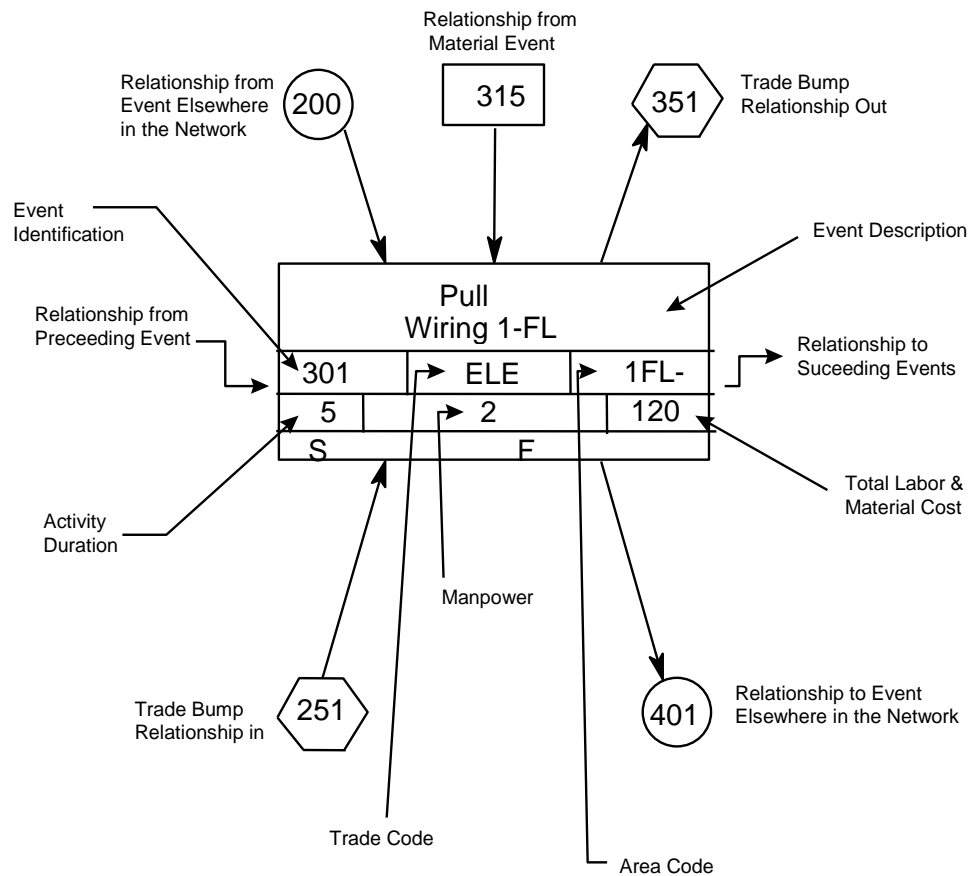 Relationship from
Material Event
Relationship from
Event Elsewhere
in the Network
200
315
351
Trade Bump
Relationship Out
Event
Identification
Event Description
Pull
Wiring 1-FL
Relationship from
Preceeding Event
301
ELE
1FL-
Relationship to
Suceeding Events
5
2
120
S
F
Total Labor &
Material Cost
Activity
Duration
Manpower
Trade Bump
Relationship in
251
401
Relationship to Event
Elsewhere in the Network
Trade Code
Area Code